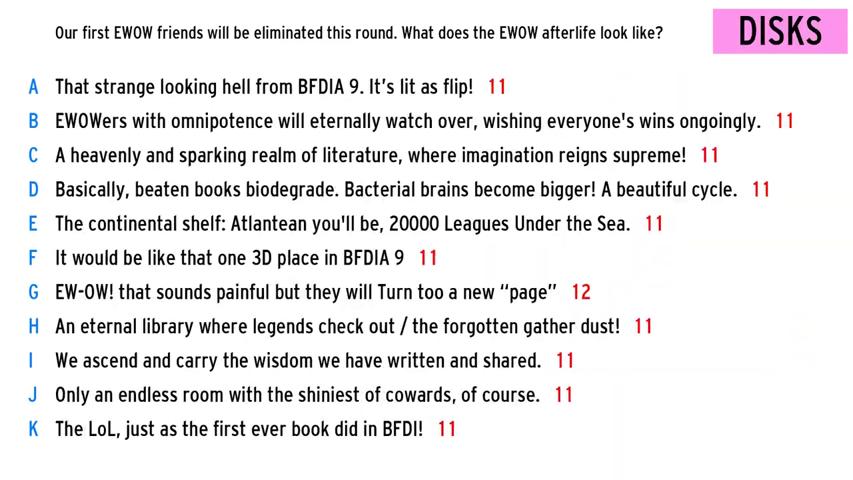 Our first EWOW friends will be eliminated this round. What does the EWOW afterlife look like?
DISKS
A That strange looking hell from BFDIA 9. It's lit as flip! 11
B EWOWers with omnipotence will eternally watch over, wishing everyone's wins ongoingly. 11
C A heavenly and sparking realm of literature, where imagination reigns supreme! 11
D Basically, beaten books biodegrade. Bacterial brains become bigger! A beautiful cycle. 11
E The continental shelf: Atlantean you'll be, 20000 Leagues Under the Sea. 11
F It would be like that one 3D place in BFDIA 9 11
G EW-OW! that sounds painful but they will Turn too a new “page” 12
H An eternal library where legends check out / the forgotten gather dust! 11
I We ascend and carry the wisdom we have written and shared. 11
J Only an endless room with the shiniest of cowards, of course. 11
K The LoL, just as the first ever book did in BFDI! 11